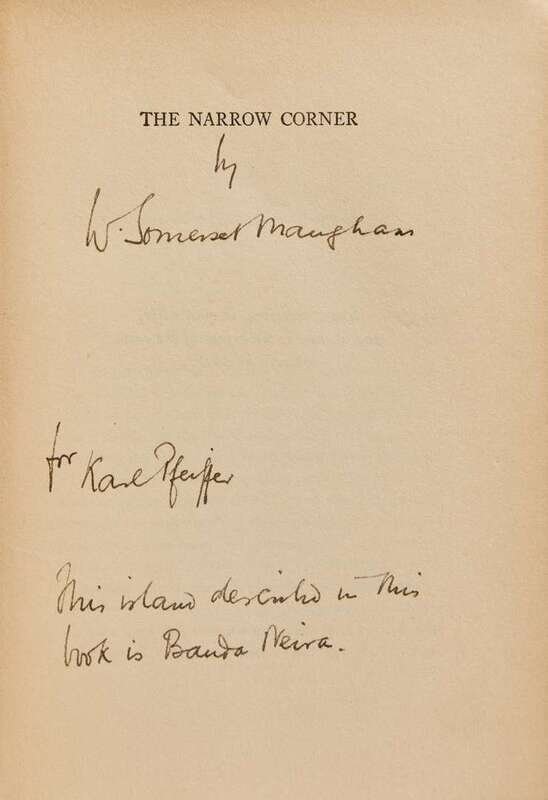 THE NARROW CORNER
by
W. Somerset Maugham
for Karl Pfeiffer
This island described in this
book is Banda Neira.